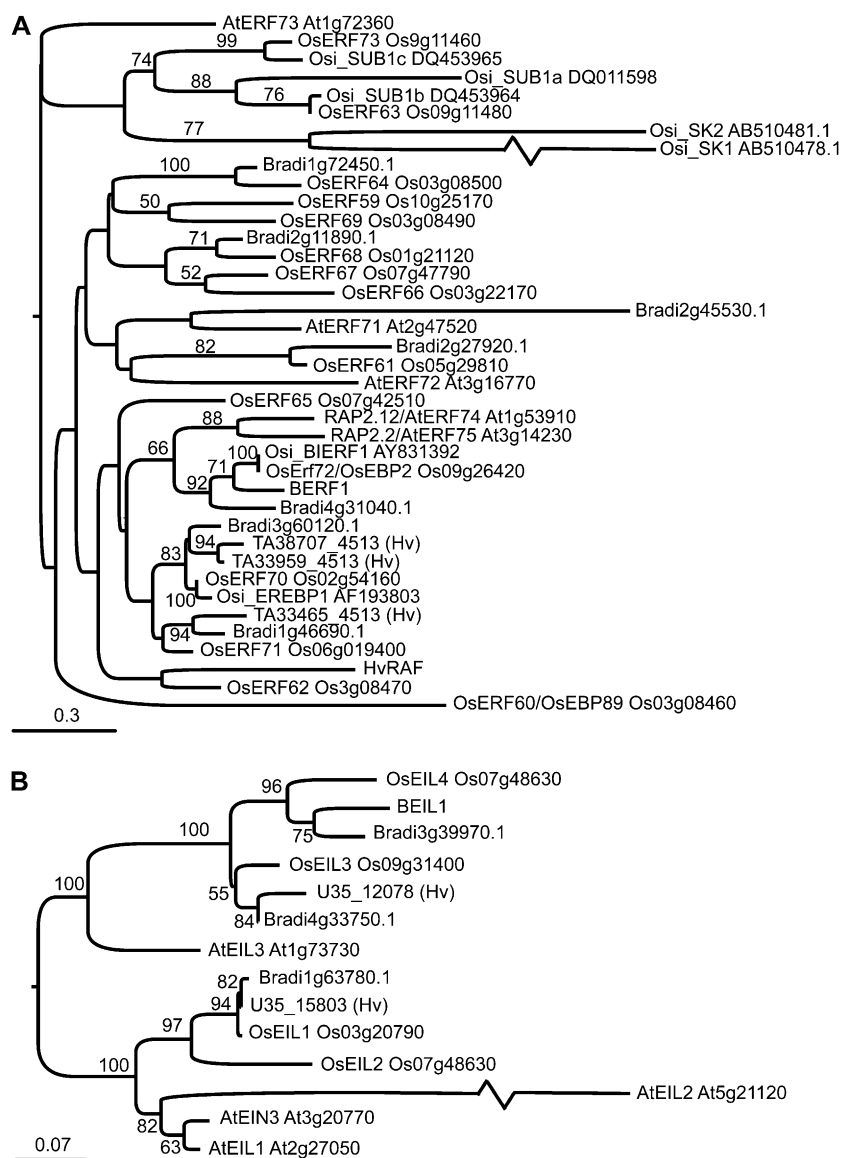 A
AtERF73 At1g72360
99
OsERF73 Os9g11460
74
Osi_SUB1c DQ453965
88
Osi_SUB1a DQ011598
76
Osi_SUB1b DQ453964
OsERF63 Os09g11480
77
Osi_SK2 AB510481.1
Osi_SK1 AB510478.1
100
Bradi1g72450.1
OsERF64 Os03g08500
50
OsERF59 Os10g25170
OsERF69 Os03g08490
71
Bradi2g11890.1
OsERF68 Os01g21120
52
OsERF67 Os07g47790
OsERF66 Os03g22170
Bradi2g45530.1
AtERF71 At2g47520
82
Bradi2g27920.1
OsERF61 Os05g29810
AtERF72 At3g16770
OsERF65 Os07g42510
88
RAP2.12/AtERF74 At1g53910
RAP2.2/AtERF75 At3g14230
66
100
Osi_BIERF1 AY831392
71
OsErf72/OsEBP2 Os09g26420
92
BERF1
Bradi4g31040.1
Bradi3g60120.1
94
TA38707_4513 (Hv)
83
TA33959_4513 (Hv)
OsERF70 Os02g54160
100
Osi_EREBP1 AF193803
TA33465_4513 (Hv)
94
Bradi1g46690.1
OsERF71 Os06g019400
HvRAF
OsERF62 Os3g08470
OsERF60/OsEBP89 Os03g08460
0.3
B
96
OsEIL4 Os07g48630
BEIL1
100
75
Bradi3g39970.1
OsEIL3 Os09g31400
100
55
U35_12078 (Hv)
84
Bradi4g33750.1
AtEIL3 At1g73730
82
Bradi1g63780.1
94
U35_15803 (Hv)
97
OsEIL1 Os03g20790
100
OsEIL2 Os07g48630
AtEIL2 At5g21120
82
AtEIN3 At3g20770
63
AtEIL1 At2g27050
0.07